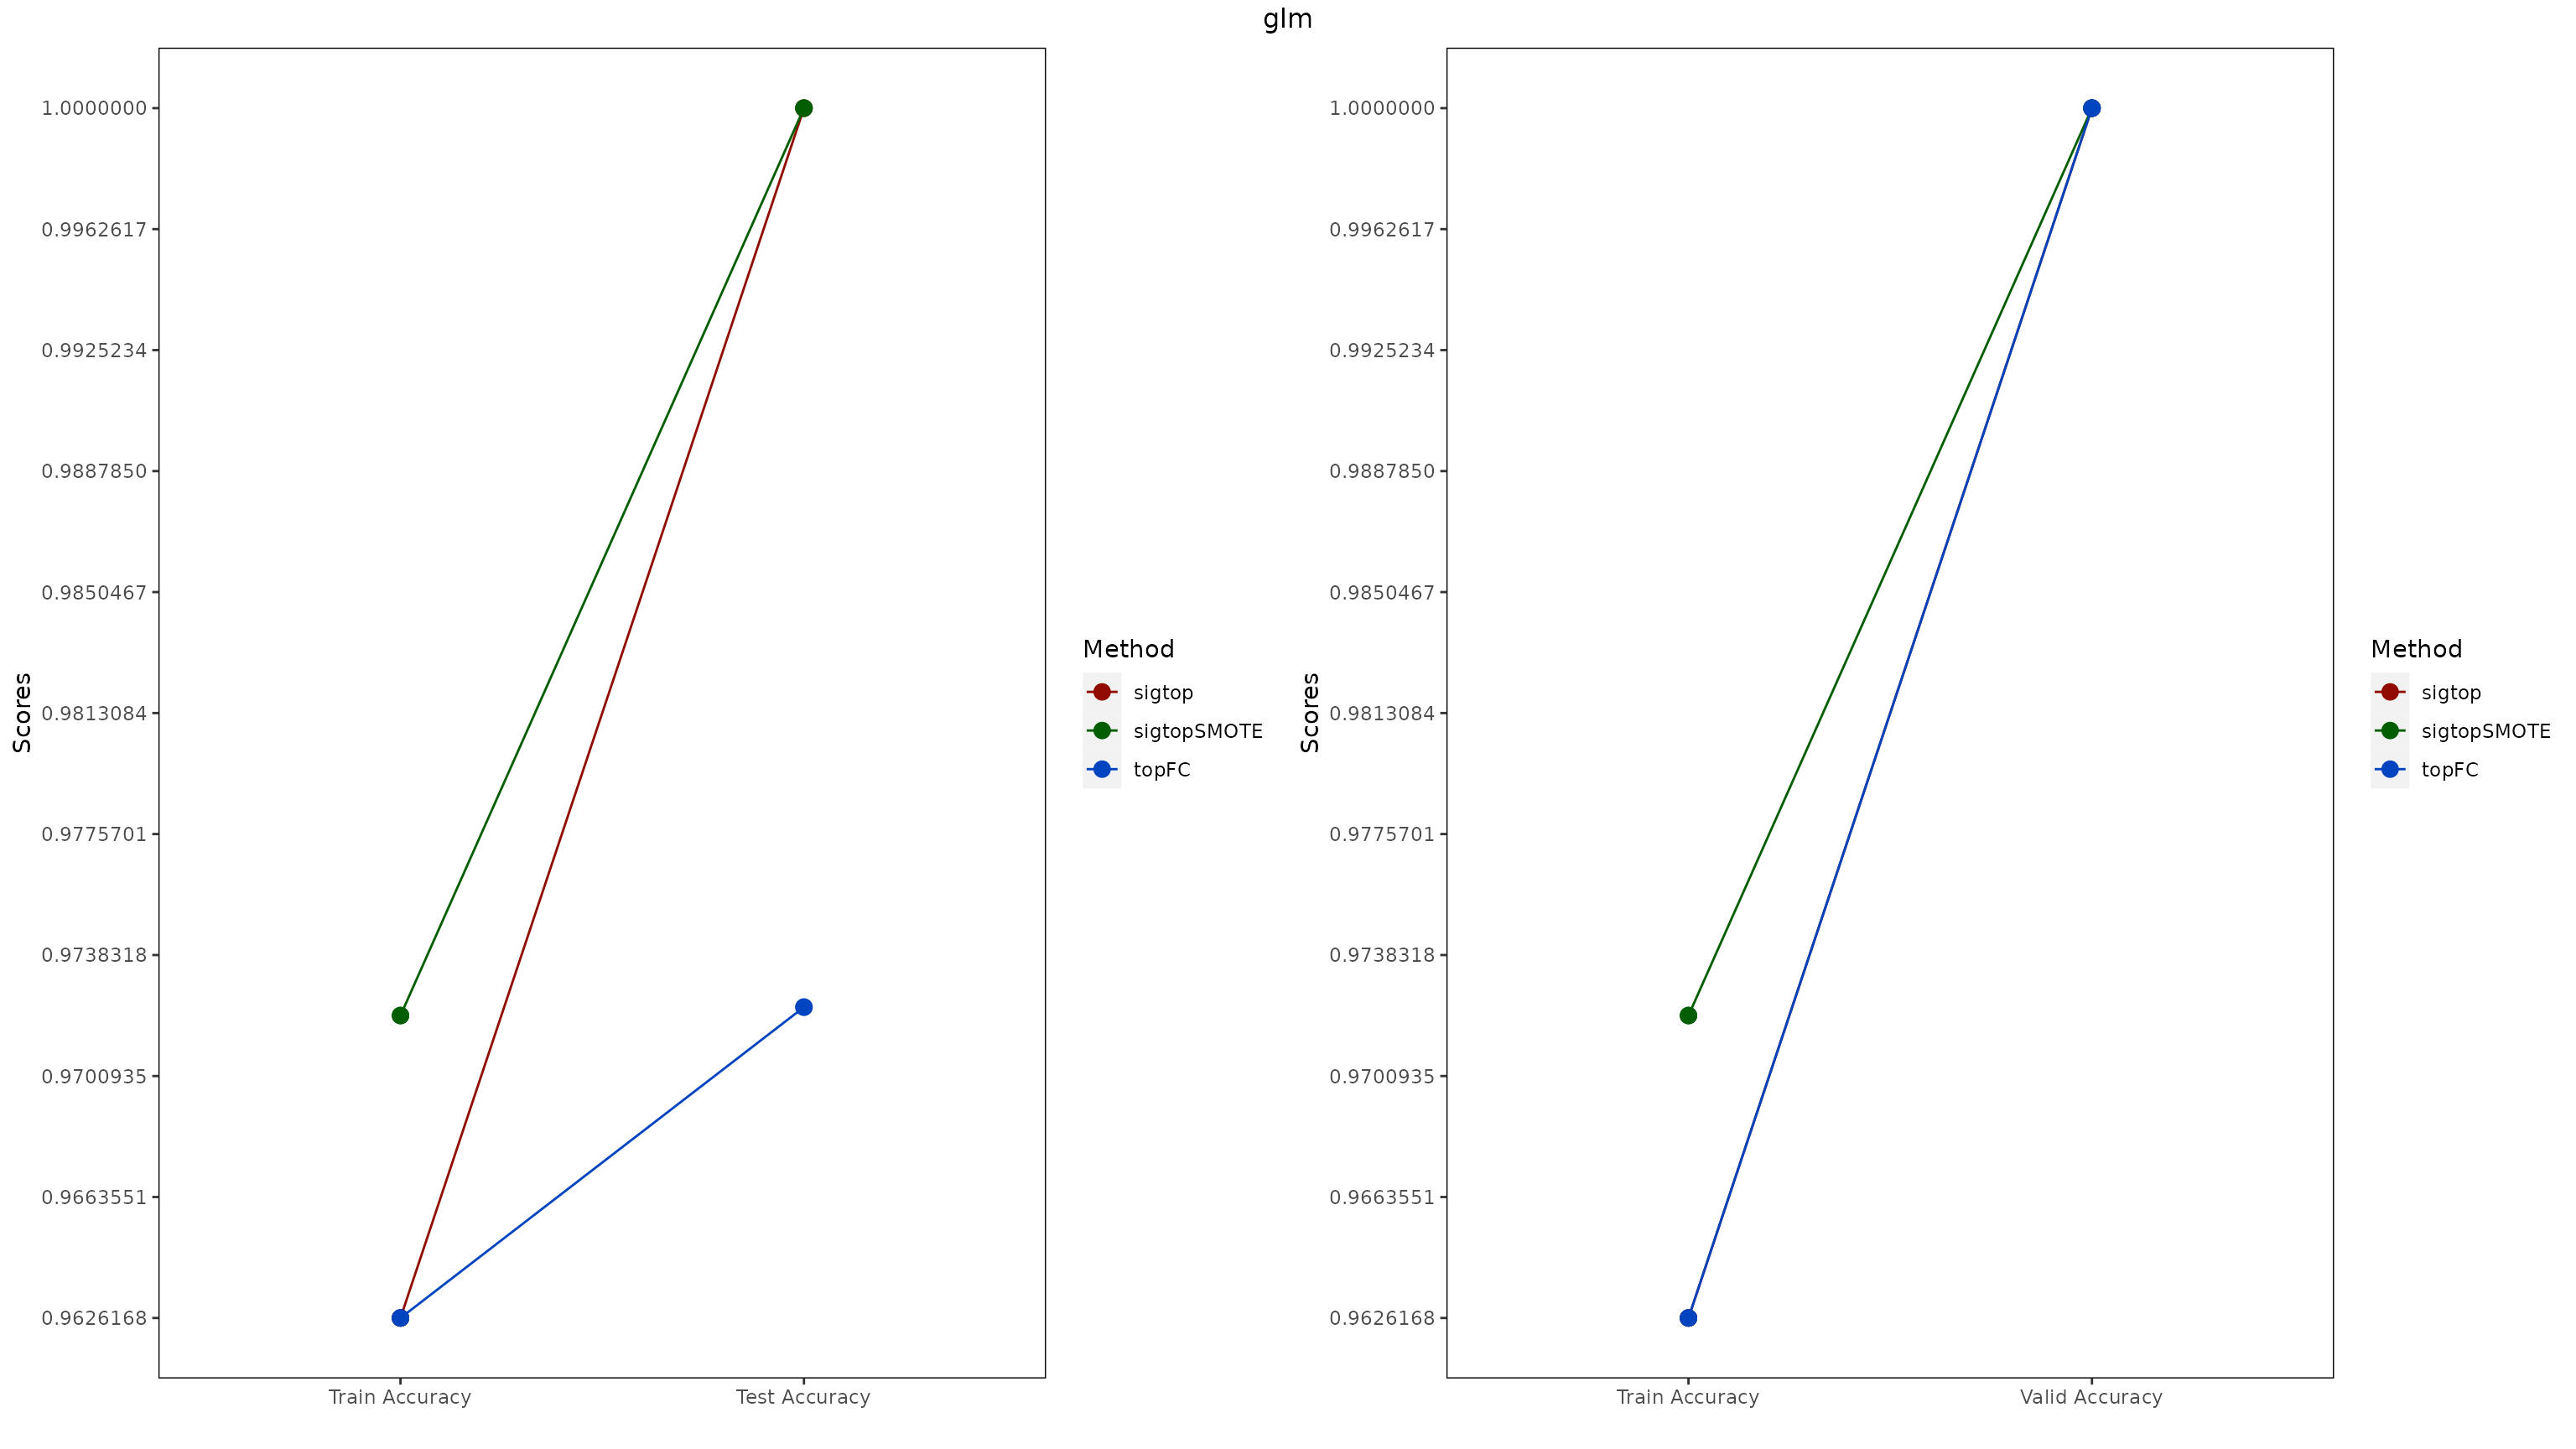 glm
Scores
1.0000000
0.9962617
0.9925234
0.9887850
0.9850467
0.9813084
0.9775701
0.9738318
0.9700935
0.9663551
0.9626168
Train Accuracy
Test Accuracy
Method
sigtop
sigtopSMOTE
topFC
Scores
1.0000000
0.9962617
0.9925234
0.9887850
0.9850467
0.9813084
0.9775701
0.9738318
0.9700935
0.9663551
0.9626168
Train Accuracy
Valid Accuracy
Method
sigtop
sigtopSMOTE
topFC